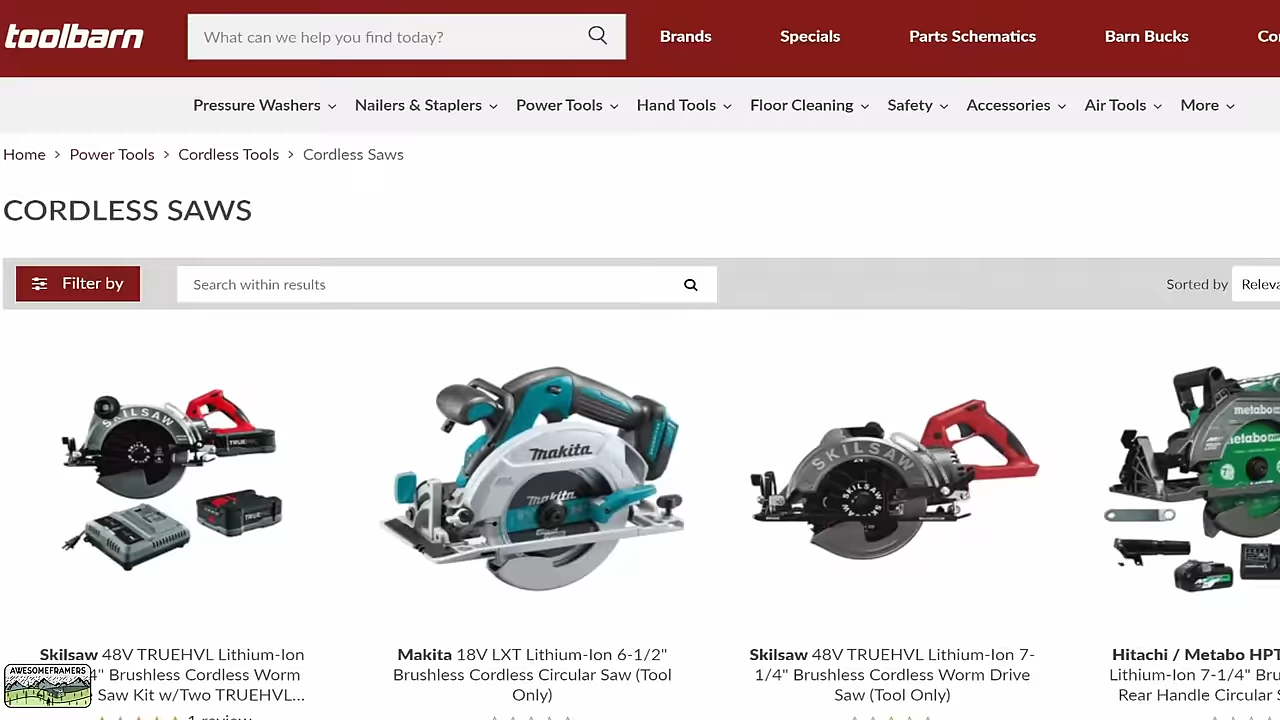 toolbarn
What can we help you find today?
Brands
Specials
Parts Schematics
Barn Bucks
Co
Pressure Washers
Nailers & Staplers
Power Tools
Hand Tools
Floor Cleaning
Safety
Accessories
Air Tools
More
Home > Power Tools > Cordless Tools > Cordless Saws
CORDLESS SAWS
Filter by
Search within results
Sorted by
Releva
SKILSAW
TRUE
makita
makita
SKILSAW
SKILSAW
metabo
metabo HPT
Skilsaw 48V TRUEHVL Lithium-Ion
4" Brushless Cordless Worm
Saw Kit w/Two TRUEHVL...
1 review
Makita 18V LXT Lithium-Ion 6-1/2"
Brushless Cordless Circular Saw (Tool
Only)
Skilsaw 48V TRUEHVL Lithium-Ion 7-
1/4" Brushless Cordless Worm Drive
Saw (Tool Only)
Hitachi / Metabo HPT
Lithium-Ion 7-1/4" Bru
Rear Handle Circular S
AWESOMEFRAMERS